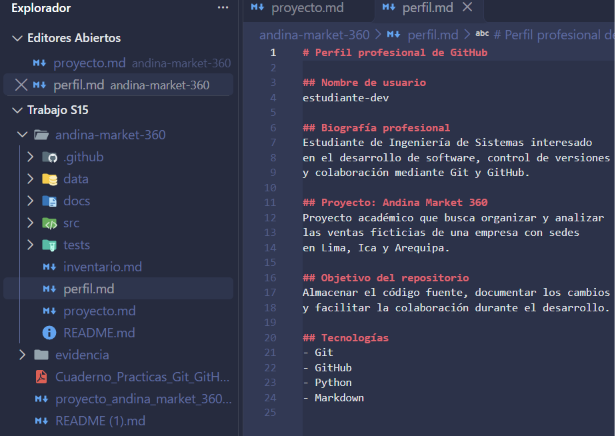 Explorador
...
Editores Abiertos
proyecto.md andina-market-360
perfil.md andina-market-360
Trabajo S15
andina-market-360
.github
data
docs
src
tests
inventario.md
perfil.md
proyecto.md
README.md
evidencia
Cuaderno_Practicas_Git_GitH...
proyecto_andina_market_360...
README (1).md
proyecto.md
perfil.md
andina-market-360 > perfil.md > abc # Perfil profesional de
1 # Perfil profesional de GitHub
2
3 ## Nombre de usuario
4 estudiante-dev
5
6 ## Biografía profesional
7 Estudiante de Ingeniería de Sistemas interesado
8 en el desarrollo de software, control de versiones
9 y colaboración mediante Git y GitHub.
10
11 ## Proyecto: Andina Market 360
12 Proyecto académico que busca organizar y analizar
13 las ventas ficticias de una empresa con sedes
14 en Lima, Ica y Arequipa.
15
16 ## Objetivo del repositorio
17 Almacenar el código fuente, documentar los cambios
18 y facilitar la colaboración durante el desarrollo.
19
20 ## Tecnologías
21 - Git
22 - GitHub
23 - Python
24 - Markdown
25